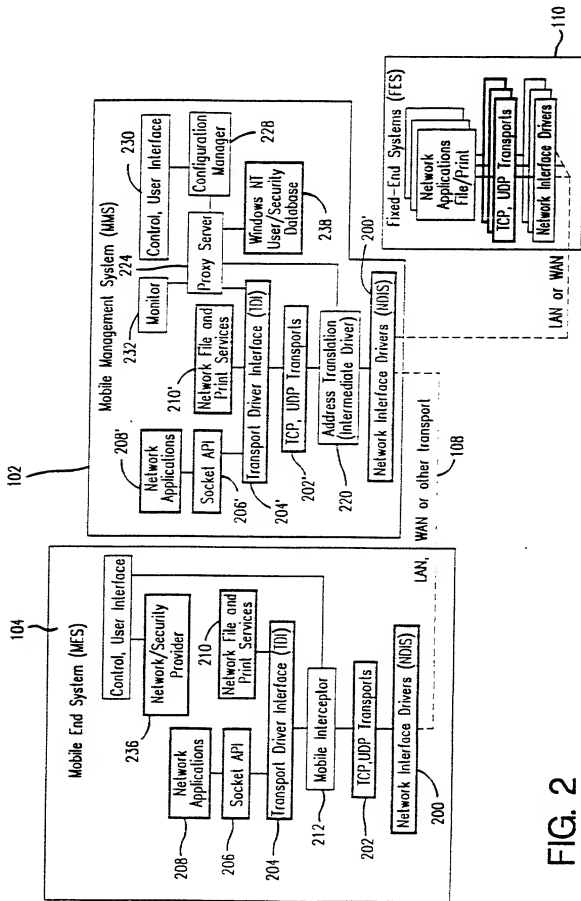 104
Mobile End System (MES)
Control, User Interface
Network/Security
Provider
236
Network File and
Print Services
210
Network
Applications
208
Socket API
206
Transport Driver Interface (TDI)
204
Mobile Interceptor
212
TCP,UDP Transports
202
Network Interface Drivers (NDIS)
200
LAN,
WAN or other transport
108
102
Mobile Management System (MMS)
224
230
Control, User Interface
232
Monitor
Configuration
Manager
228
Proxy Server
Windows NT
User/Security
Database
238
210'
Network File and
Print Services
208'
Network
Applications
Socket API
206'
Transport Driver Interface (TDI)
204'
TCP, UDP Transports
202'
Address Translation
(Intermediate Driver)
220
Network Interface Drivers (NDIS)
200'
LAN or WAN
110
Fixed-End Systems (FES)
Network
Applications
File/Print
TCP, UDP Transports
Network Interface Drivers
FIG. 2